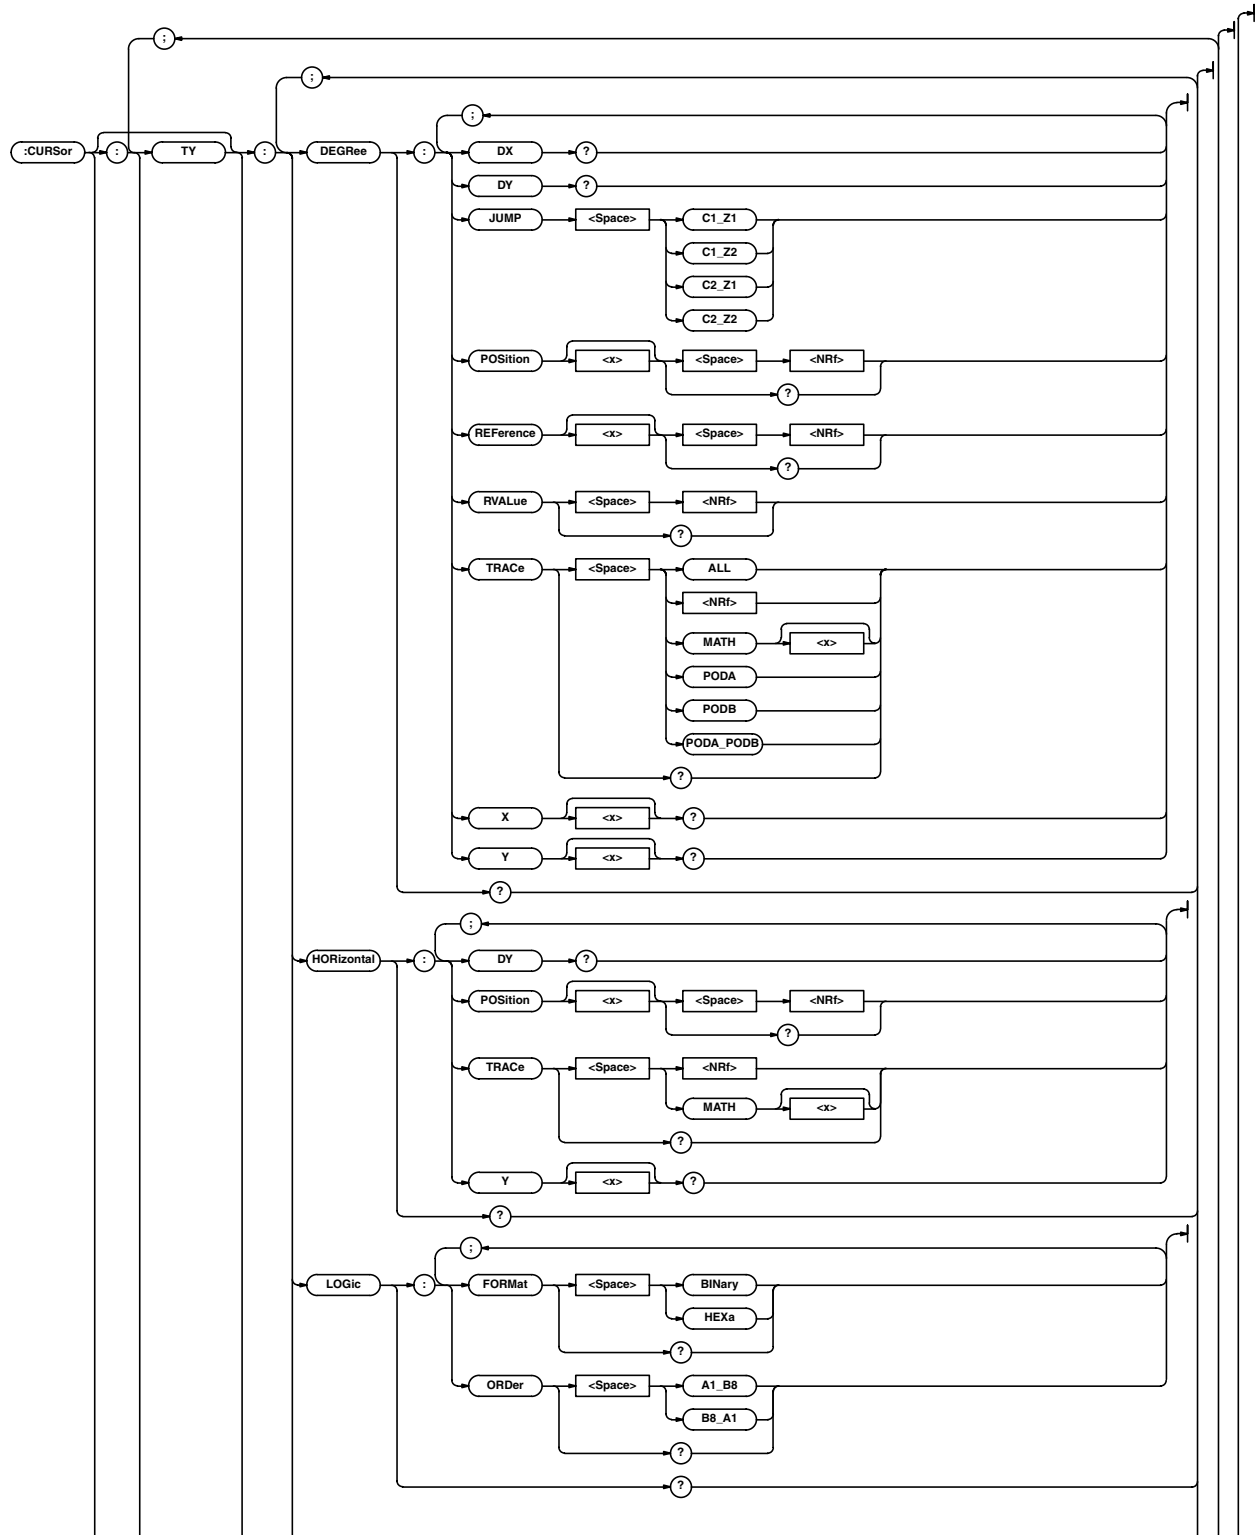 ;
;
;
:CURSor : TY : DEGRee : DX ?
DY ?
JUMP <Space> C1_Z1
C1_Z2
C2_Z1
C2_Z2
POSition <x> <Space> <NRf>
?
REFerence <x> <Space> <NRf>
?
RVALue <Space> <NRf>
?
TRACe <Space> ALL
<NRf>
MATH <x>
PODA
PODB
PODA_PODB
?
X <x> ?
Y <x> ?
?
;
HORizontal : DY ?
POSition <x> <Space> <NRf>
?
TRACe <Space> <NRf>
MATH <x>
?
Y <x> ?
?
;
LOGic : FORMat <Space> BINary
HEXa
?
ORDer <Space> A1_B8
B8_A1
?
?